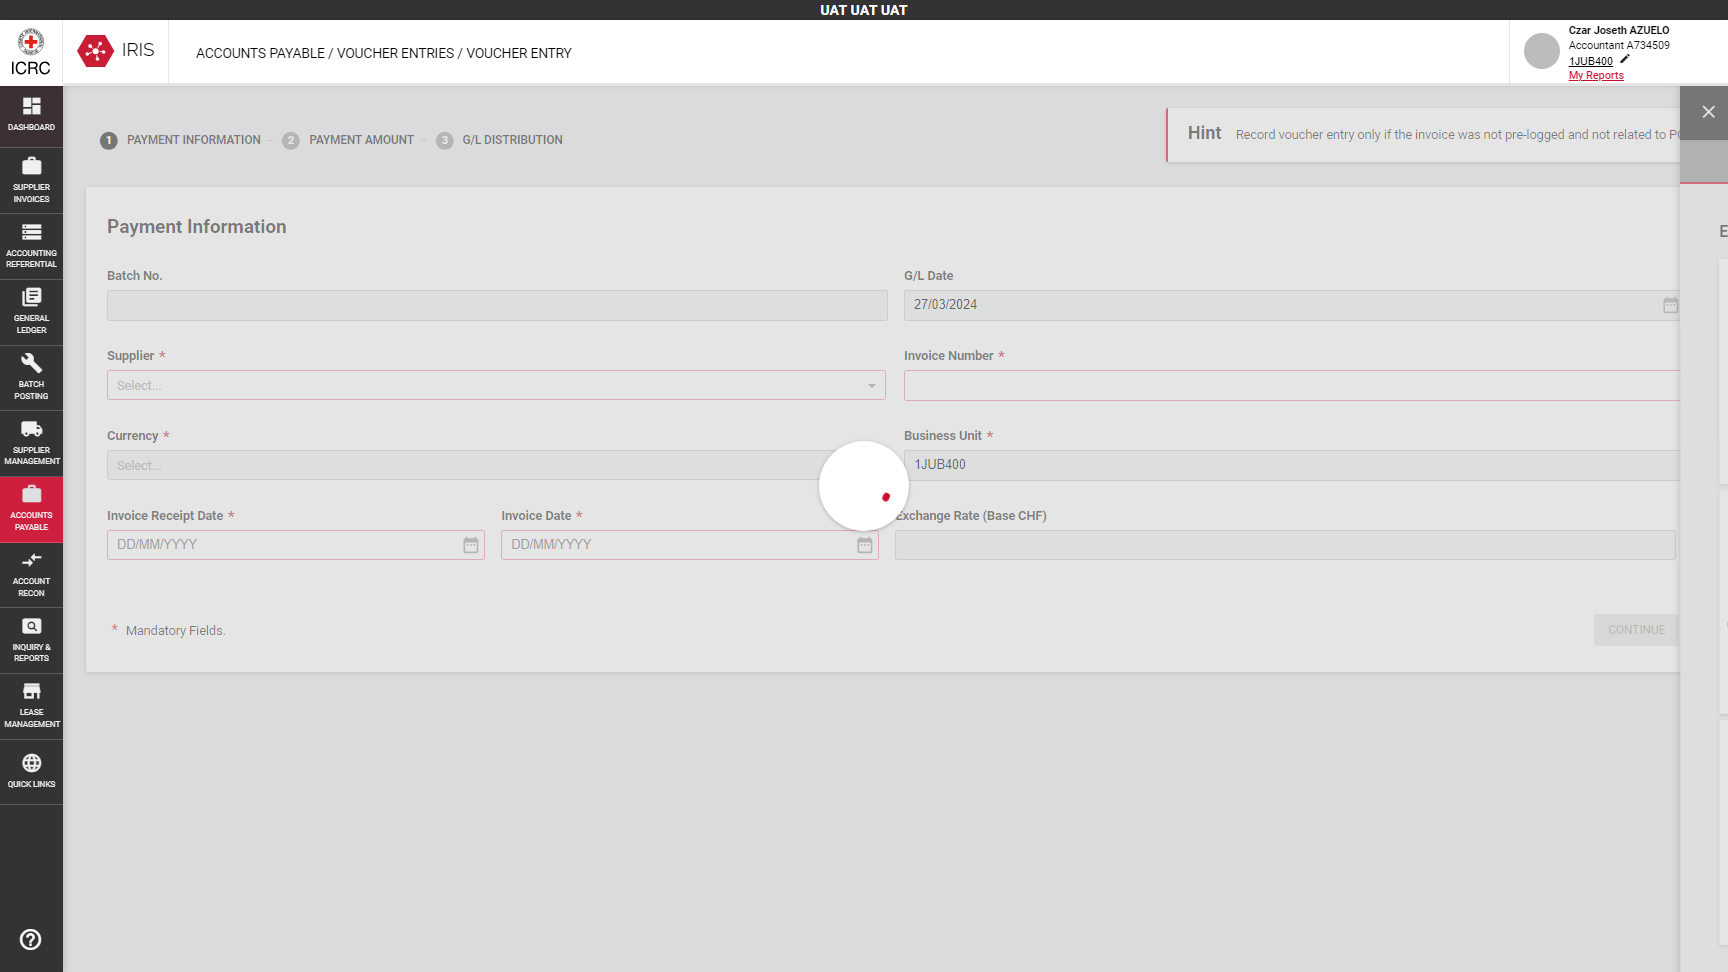 UAT UAT UAT
ICRC
IRIS
ACCOUNTS PAYABLE / VOUCHER ENTRIES / VOUCHER ENTRY
Czar Joseth AZUELO
Accountant A734509
1JUB400
My Reports
DASHBOARD
SUPPLIER
INVOICES
ACCOUNTING
REFERENTIAL
GENERAL
LEDGER
BATCH
POSTING
SUPPLIER
MANAGEMENT
ACCOUNTS
PAYABLE
ACCOUNT
RECON
INQUIRY &
REPORTS
LEASE
MANAGEMENT
QUICK LINKS
1 PAYMENT INFORMATION - 2 PAYMENT AMOUNT - 3 G/L DISTRIBUTION
Hint Record voucher entry only if the invoice was not pre-logged and not related to
Payment Information
Batch No.
G/L Date
27/03/2024
Supplier *
Select...
Invoice Number *
Currency *
Select...
Business Unit *
1JUB400
Invoice Receipt Date *
DD/MM/YYYY
Invoice Date *
DD/MM/YYYY
Exchange Rate (Base CHF)
* Mandatory Fields.
CONTINUE